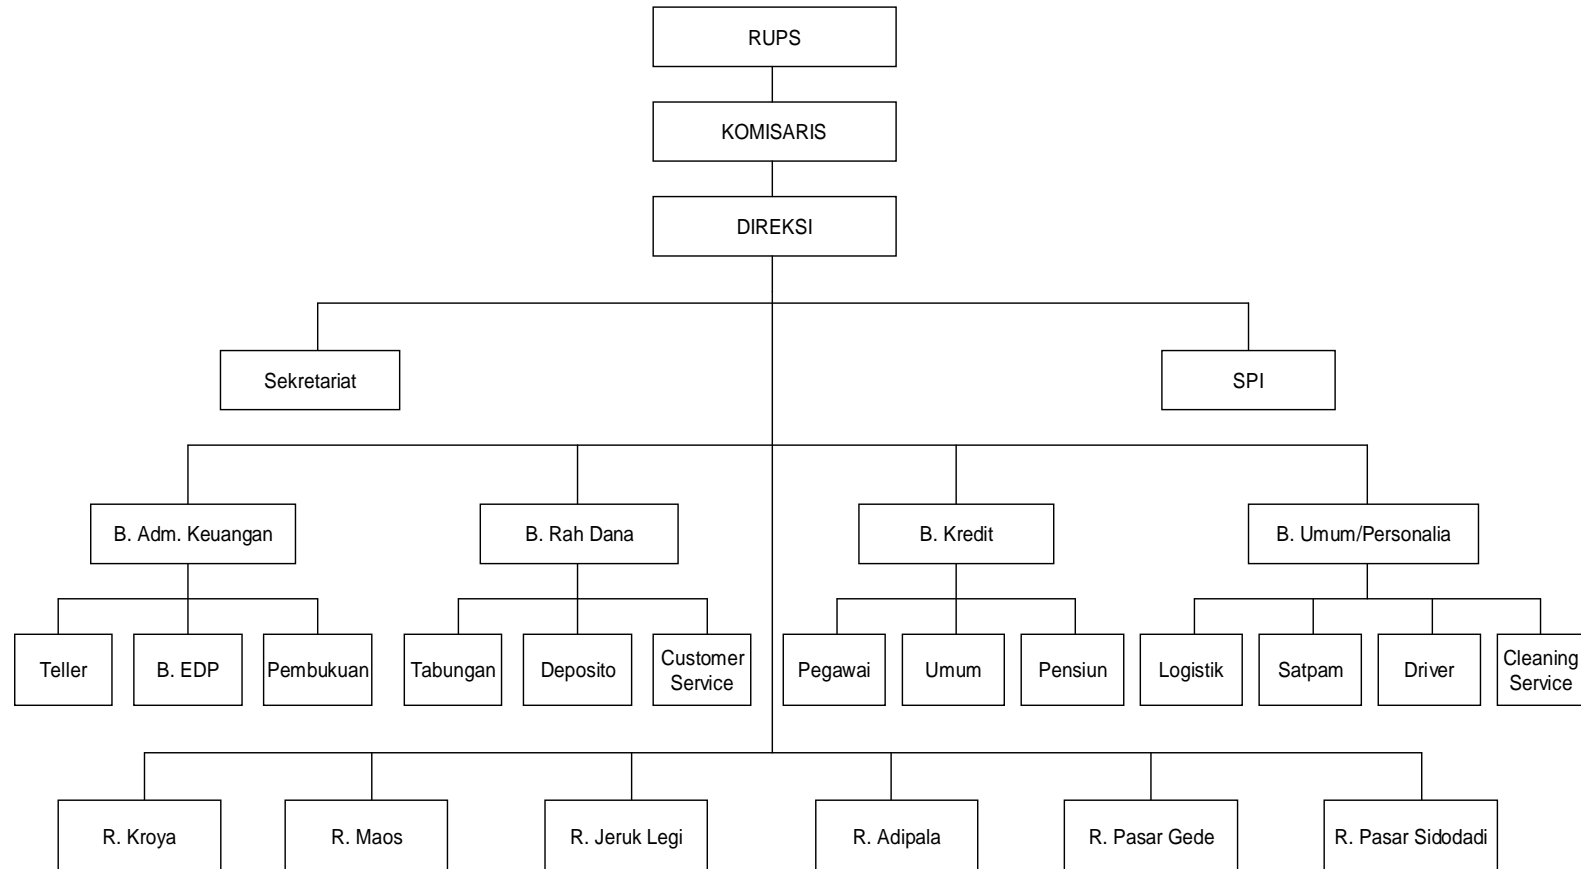 RUPS
KOMISARIS
DIREKSI
Sekretariat
SPI
B. Adm. Keuangan
B. Rah Dana
B. Kredit
B. Umum/Personalia
Teller
B. EDP
Pembukuan
Tabungan
Deposito
Customer
Service
Pegawai
Umum
Pensiun
Logistik
Satpam
Driver
Cleaning
Service
R. Kroya
R. Maos
R. Jeruk Legi
R. Adipala
R. Pasar Gede
R. Pasar Sidodadi